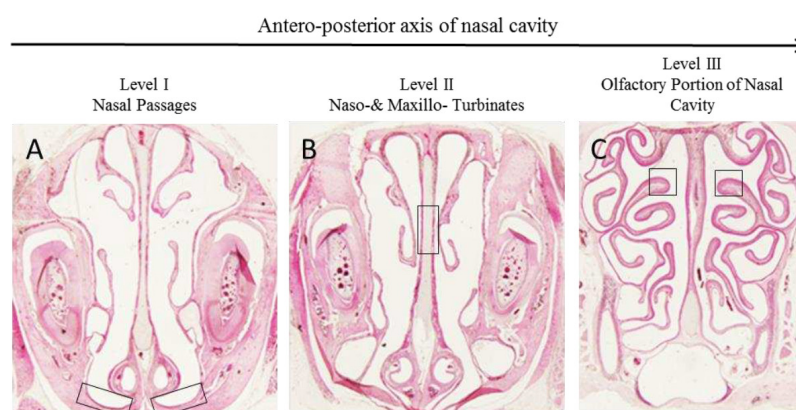 Antero-posterior axis of nasal cavity
Level I
Nasal Passages
Level II
Naso-& Maxillo- Turbinates
Level III
Olfactory Portion of Nasal
Cavity
A
B
C